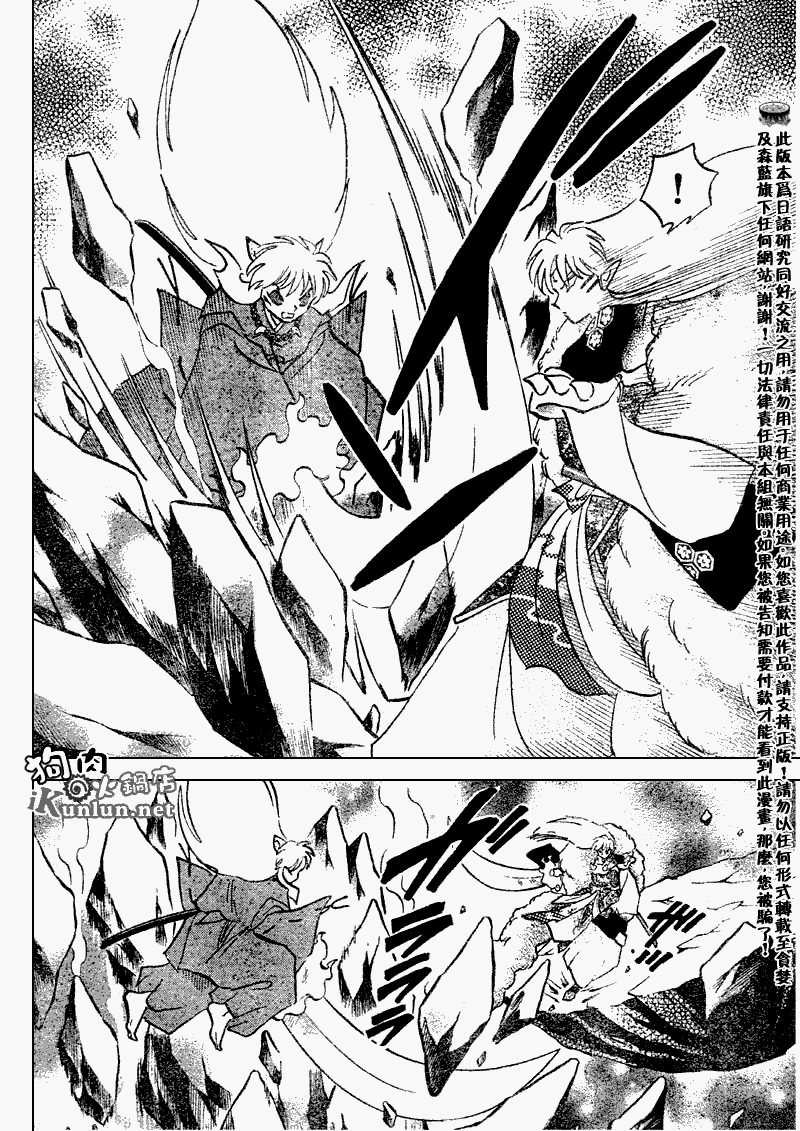 !
此版本爲日語研究同好交流之用,請勿用于任何商業用途,如您喜歡此作品,請支持正版!請勿以任何形式轉載至貪婪
及森藍旗下任何網站,謝謝!一切法律責任與本組無關,如果您被告知需要付款才能看到此漫畫,那麼,您被騙了!
狗肉
火鍋店
iKunlun.net
ガラララ